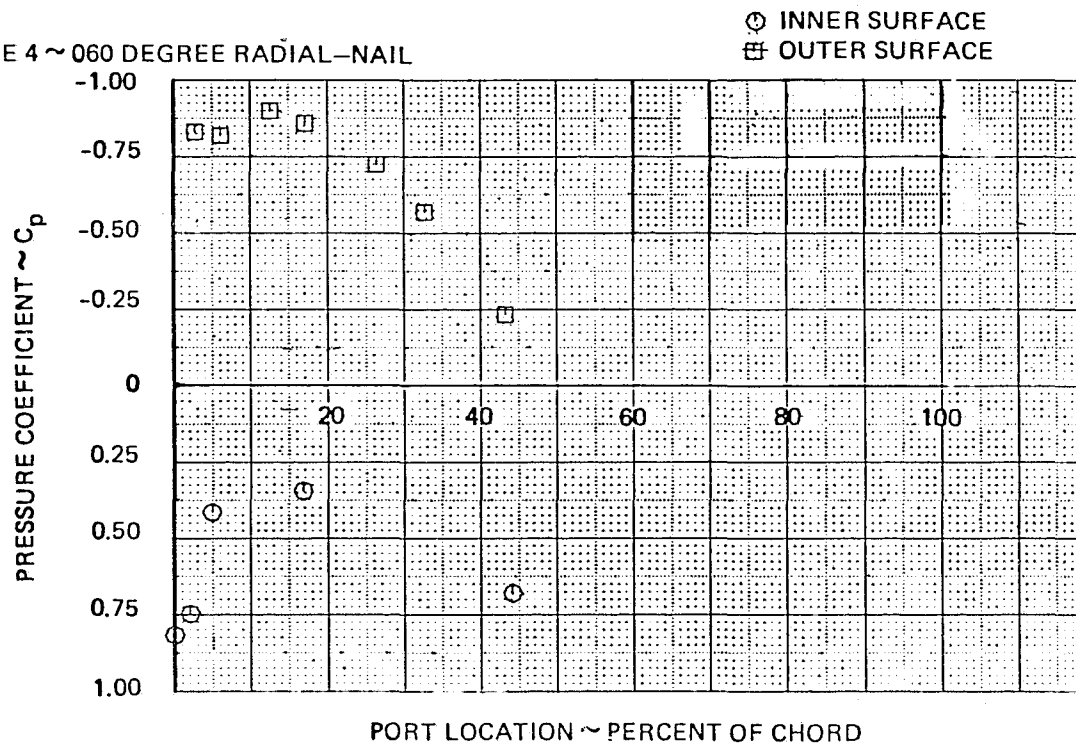 INNER SURFACE
OUTER SURFACE
E 4 ~ 060 DEGREE RADIAL–NAIL
-1.00
-0.75
-0.50
-0.25
0
0.25
0.50
0.75
1.00
20
40
60
80
100
PRESSURE COEFFICIENT ~ Cp
PORT LOCATION ~ PERCENT OF CHORD